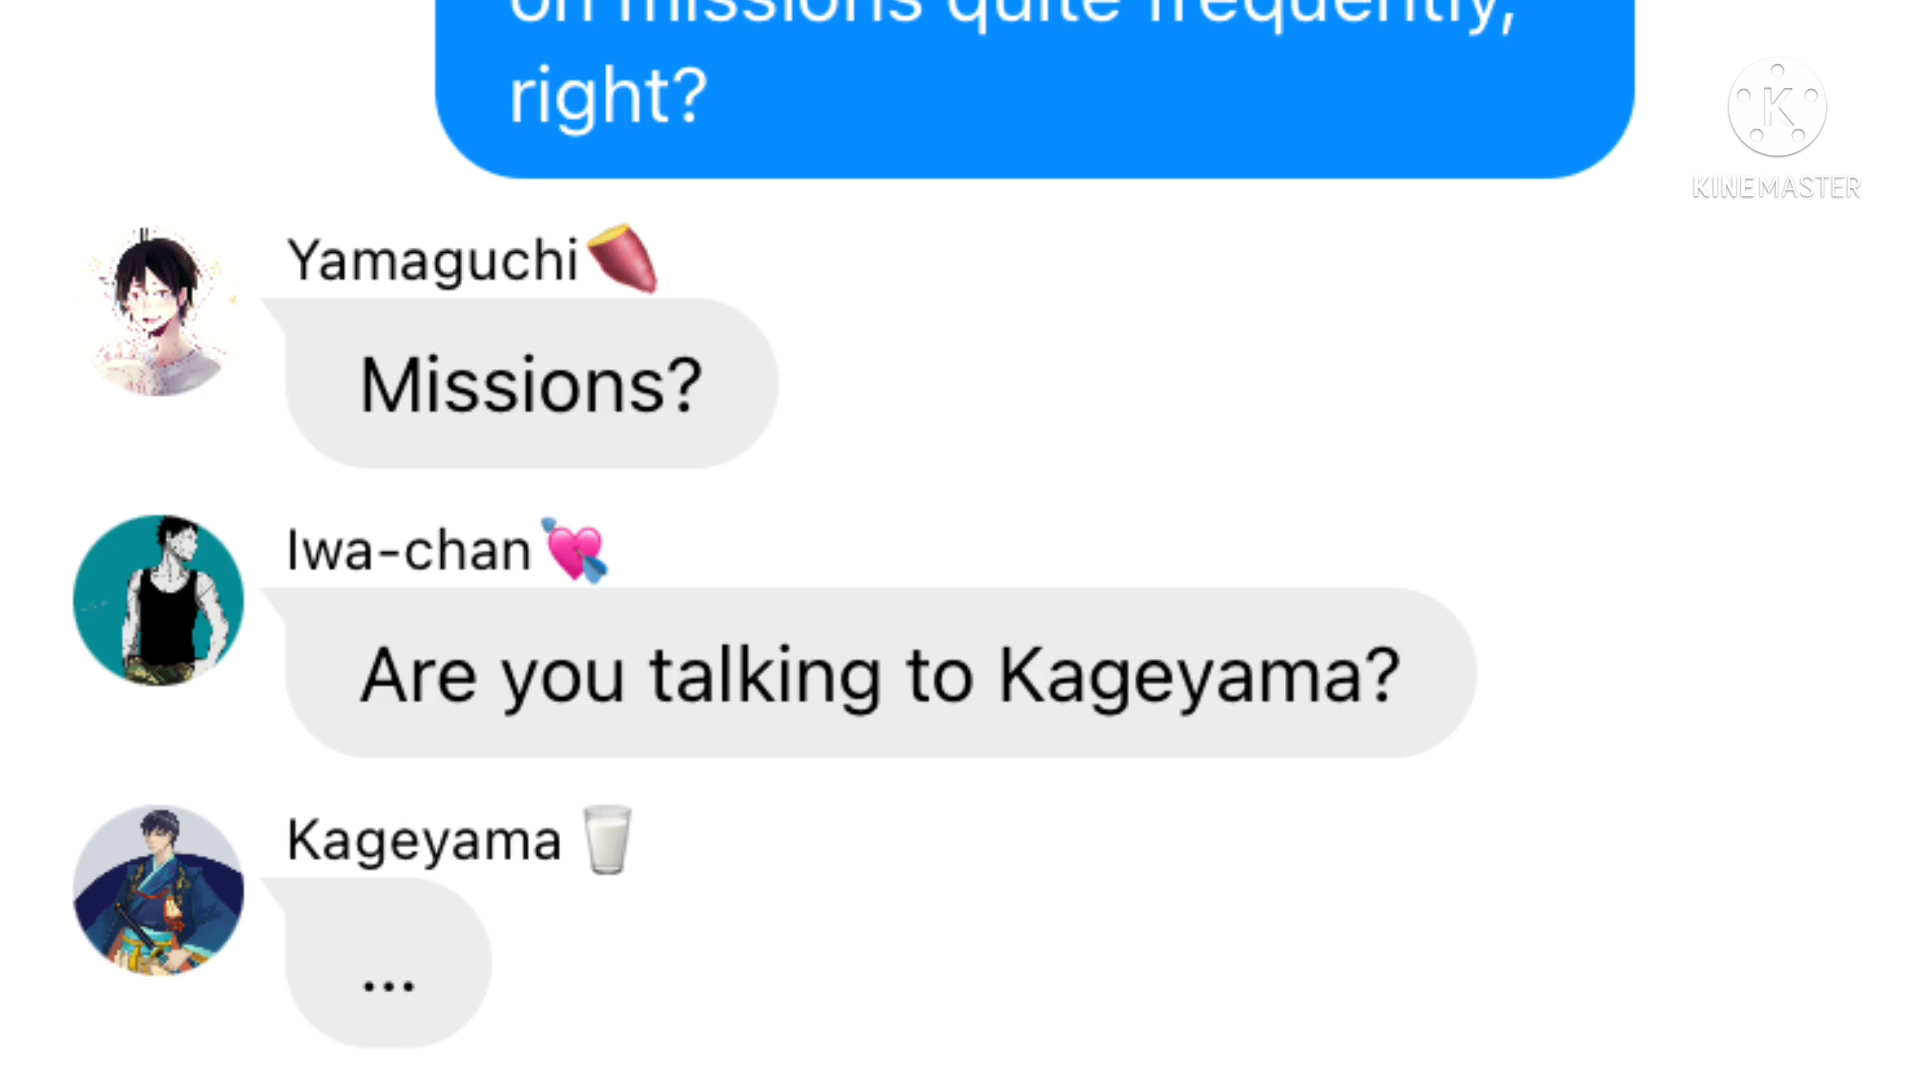 on missions quite frequently,
right?
KINEMASTER
Yamaguchi🍠
Missions?
Iwa-chan💘
Are you talking to Kageyama?
Kageyama 🥛
...